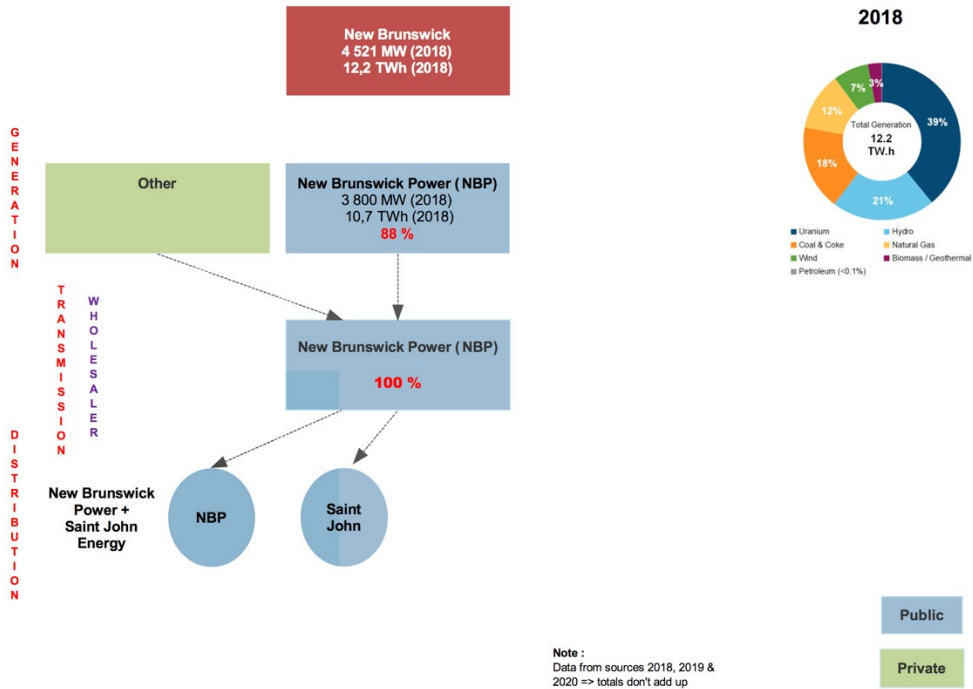 New Brunswick
4 521 MW (2018)
12,2 TWh (2018)
2018
39%
21%
18%
12%
7%
3%
Total Generation
12.2
TW.h
Uranium
Hydro
Coal & Coke
Natural Gas
Wind
Biomass / Geothermal
Petroleum (<0.1%)
GENERATION
Other
New Brunswick Power ( NBP)
3 800 MW (2018)
10,7 TWh (2018)
88 %
TRANSMISSION
WHOLESALER
New Brunswick Power ( NBP)
100 %
DISTRIBUTION
New Brunswick
Power +
Saint John
Energy
NBP
Saint
John
Public
Private
Note :
Data from sources 2018, 2019 &
2020 => totals don't add up